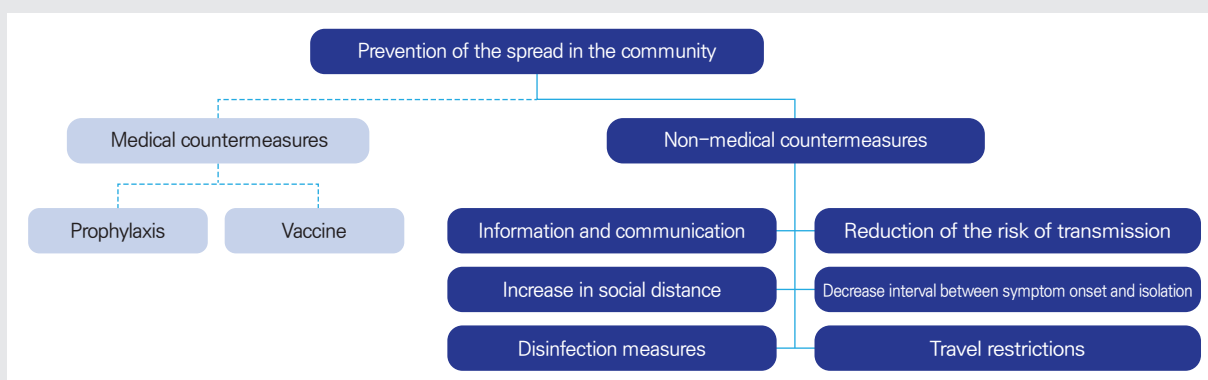 Prevention of the spread in the community
Medical countermeasures
Non-medical countermeasures
Prophylaxis
Vaccine
Information and communication
Reduction of the risk of transmission
Increase in social distance
Decrease interval between symptom onset and isolation
Disinfection measures
Travel restrictions